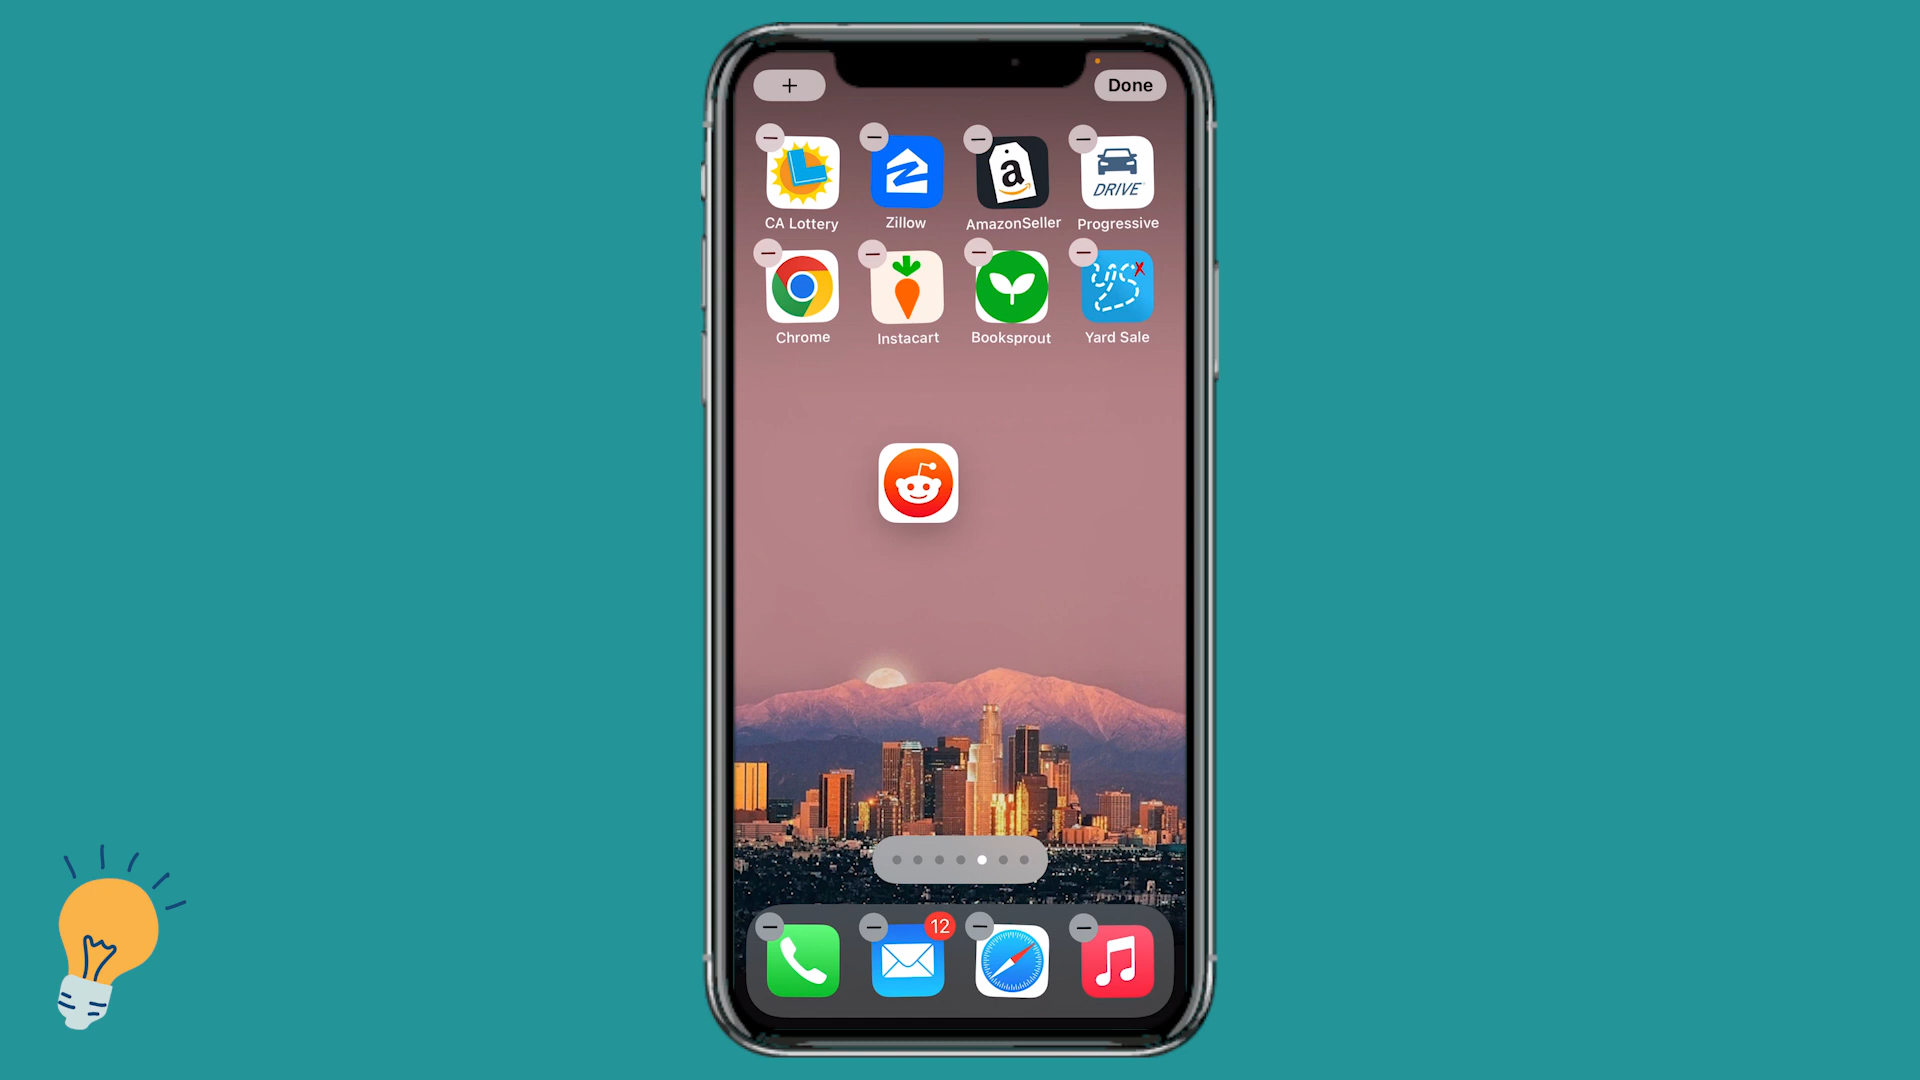 + Done
DRIVE
CA Lottery Zillow AmazonSeller Progressive
Chrome Instacart Booksprout Yard Sale
12